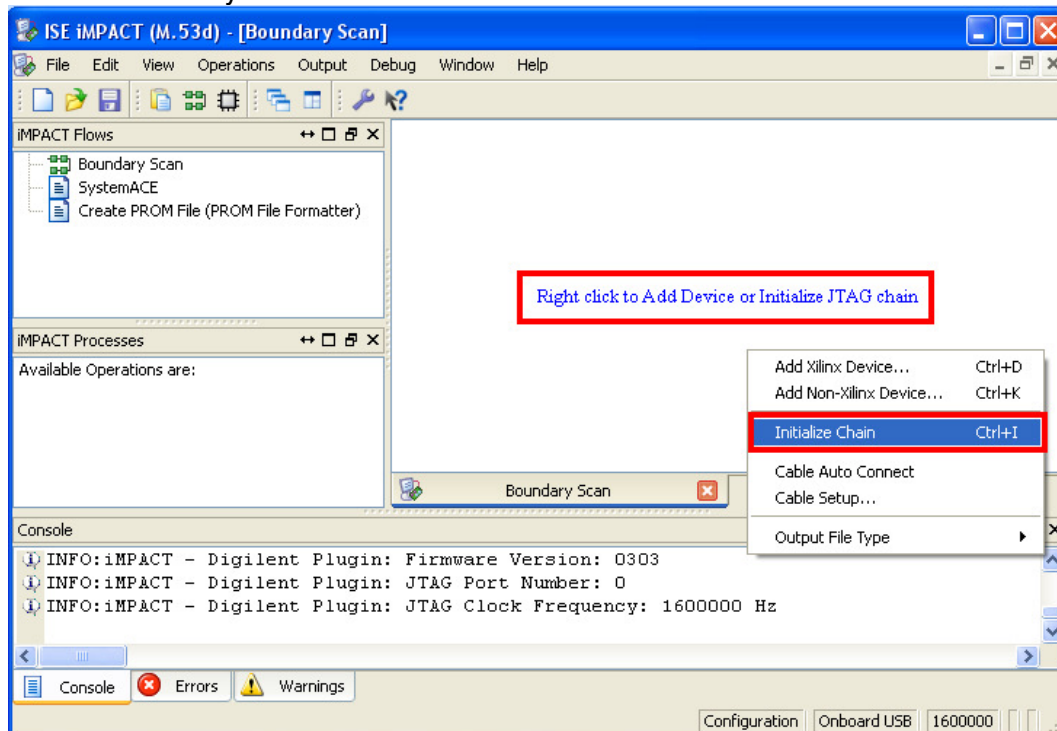 ISE iMPACT (M.53d) - [Boundary Scan]
File Edit View Operations Output Debug Window Help
iMPACT Flows
Boundary Scan
SystemACE
Create PROM File (PROM File Formatter)
Right click to Add Device or Initialize JTAG chain
iMPACT Processes
Available Operations are:
Add Xilinx Device... Ctrl+D
Add Non-Xilinx Device... Ctrl+K
Initialize Chain Ctrl+I
Cable Auto Connect
Cable Setup...
Output File Type
Boundary Scan
Console
INFO:iMPACT - Digilent Plugin: Firmware Version: 0303
INFO:iMPACT - Digilent Plugin: JTAG Port Number: 0
INFO:iMPACT - Digilent Plugin: JTAG Clock Frequency: 1600000 Hz
Console Errors Warnings
Configuration Onboard USB 1600000